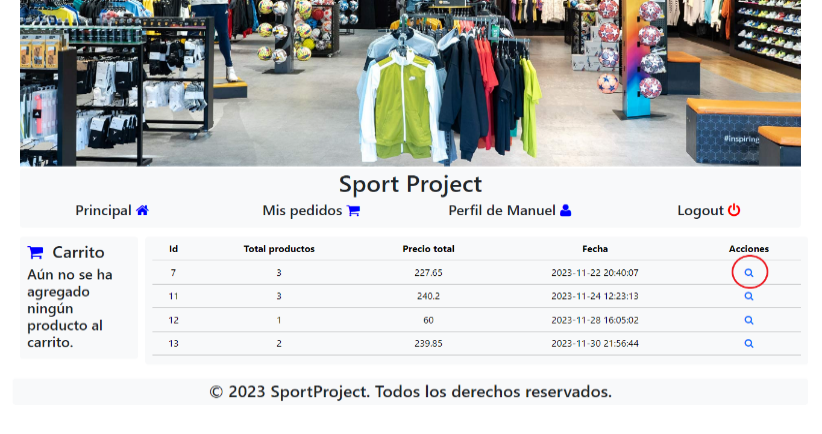 #inspiring
Sport Project
Principal Mis pedidos Perfil de Manuel Logout
Carrito
Aún no se ha
agregado
ningún
producto al
carrito.
Id Total productos Precio total Fecha Acciones
7 3 227.65 2023-11-22 20:40:07
11 3 240.2 2023-11-24 12:23:13
12 1 60 2023-11-28 16:05:02
13 2 239.85 2023-11-30 21:56:44
© 2023 SportProject. Todos los derechos reservados.